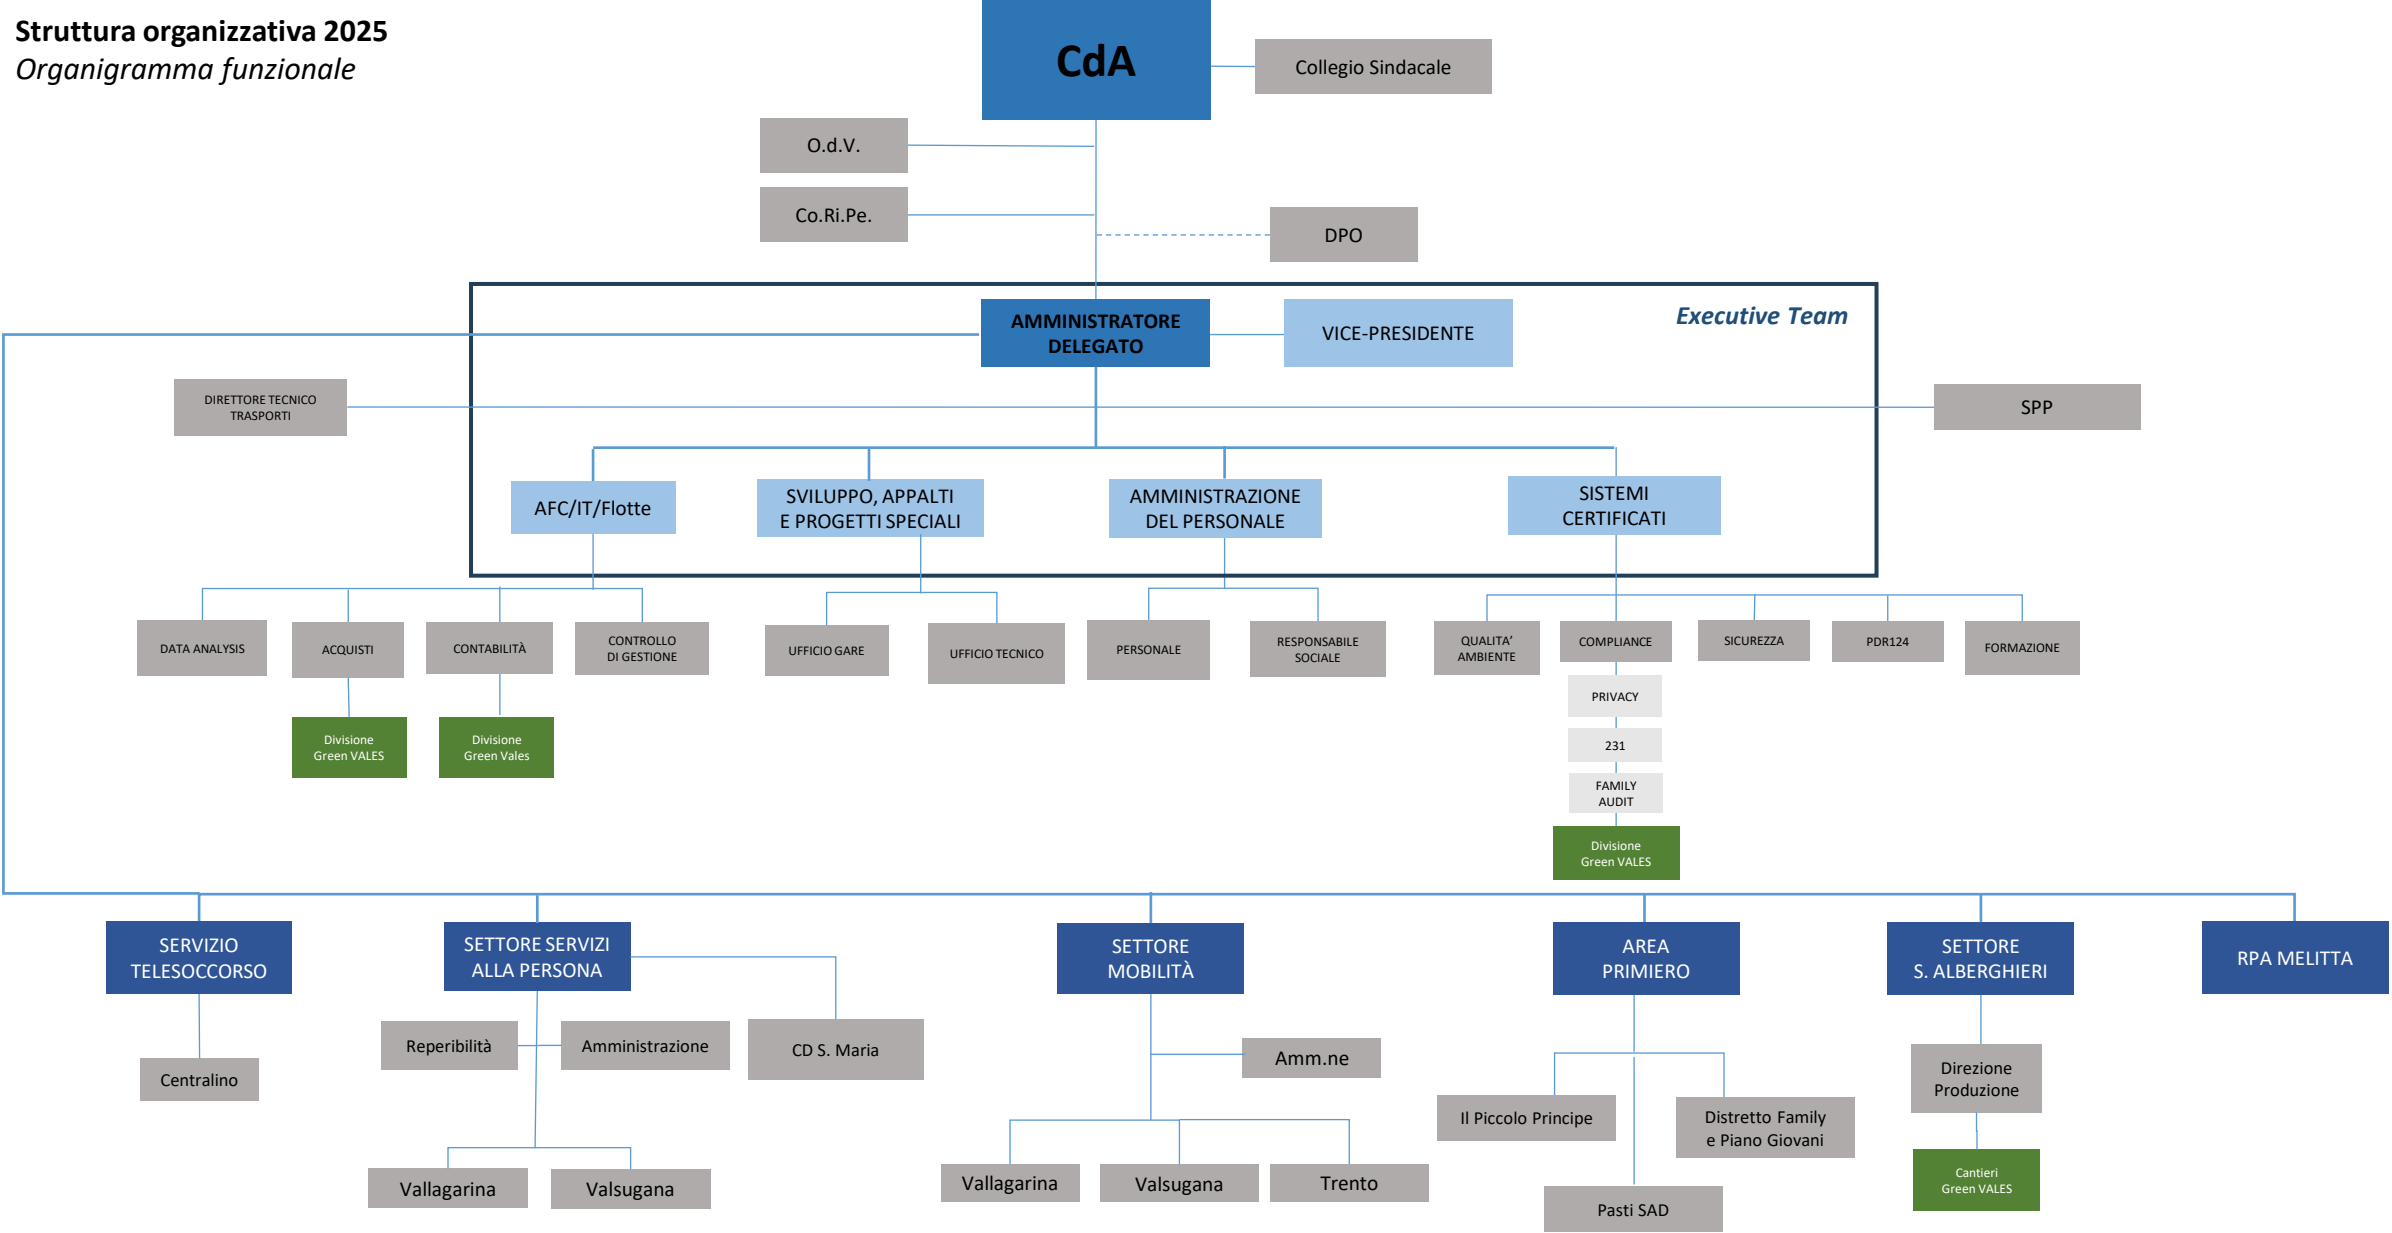 Struttura organizzativa 2025
Organigramma funzionale
CdA
Collegio Sindacale
O.d.V.
Co.Ri.Pe.
DPO
Executive Team
AMMINISTRATORE
DELEGATO
VICE-PRESIDENTE
DIRETTORE TECNICO
TRASPORTI
SPP
AFC/IT/Flotte
SVILUPPO, APPALTI
E PROGETTI SPECIALI
AMMINISTRAZIONE
DEL PERSONALE
SISTEMI
CERTIFICATI
DATA ANALYSIS
ACQUISTI
CONTABILITÀ
CONTROLLO
DI GESTIONE
UFFICIO GARE
UFFICIO TECNICO
PERSONALE
RESPONSABILE
SOCIALE
QUALITA’
AMBIENTE
COMPLIANCE
SICUREZZA
PDR124
FORMAZIONE
PRIVACY
231
FAMILY
AUDIT
Divisione
Green VALES
Divisione
Green Vales
Divisione
Green VALES
SERVIZIO
TELESOCCORSO
SETTORE SERVIZI
ALLA PERSONA
SETTORE
MOBILITÀ
AREA
PRIMIERO
SETTORE
S. ALBERGHIERI
RPA MELITTA
Centralino
Reperibilità
Amministrazione
CD S. Maria
Vallagarina
Valsugana
Amm.ne
Vallagarina
Valsugana
Trento
Il Piccolo Principe
Distretto Family
e Piano Giovani
Pasti SAD
Direzione
Produzione
Cantieri
Green VALES